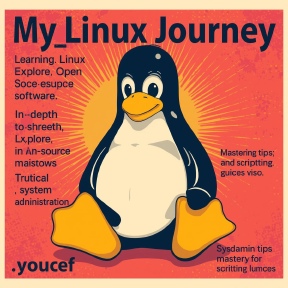 My_Linux Journey
Learning. Linux
Explore, Open
Soce-esupce
software.
In--depth
to-shreeth,
Lx,plore,
in An-source
maistows
Trutical
, system
administration
Mastering tips;
and scriptting
guices viso.
Sysdamin tips
mastery for
scritting lumces
.youcef